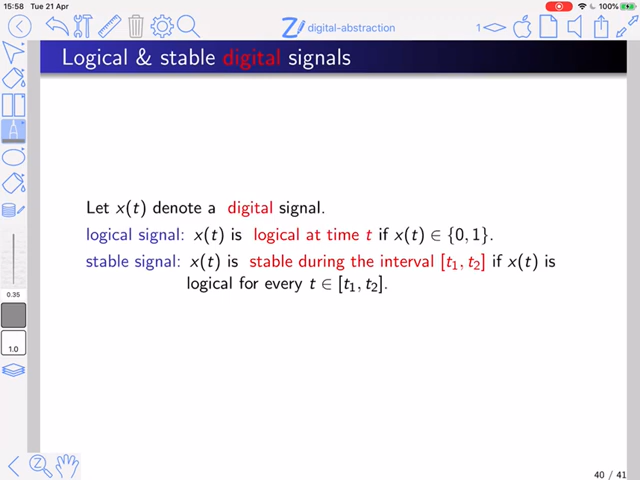 15:58 Tue 21 Apr 100%
digital-abstraction 1
Logical & stable digital signals
Let x(t) denote a digital signal.
logical signal: x(t) is logical at time t if x(t) ∈ {0, 1}.
stable signal: x(t) is stable during the interval [t₁, t₂] if x(t) is
logical for every t ∈ [t₁, t₂].
0.35
1.0
40 / 41